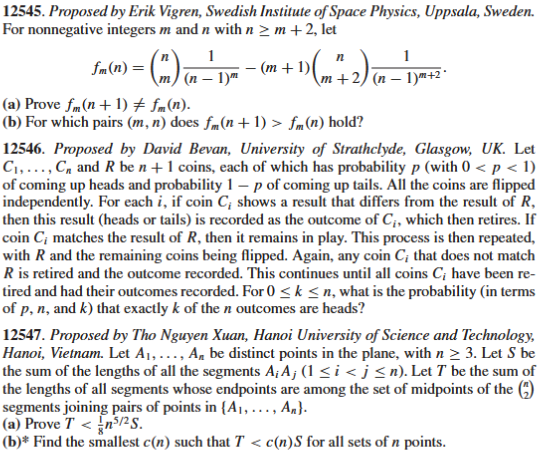 12545. Proposed by Erik Vigren, Swedish Institute of Space Physics, Uppsala, Sweden.
For nonnegative integers m and n with n ≥ m + 2, let
f_m(n) = \binom{n}{m} \frac{1}{(n − 1)^m} − (m + 1) \binom{n}{m + 2} \frac{1}{(n − 1)^{m+2}}.
(a) Prove f_m(n + 1) ≠ f_m(n).
(b) For which pairs (m, n) does f_m(n + 1) > f_m(n) hold?
12546. Proposed by David Bevan, University of Strathclyde, Glasgow, UK. Let
C_1, . . . , C_n and R be n + 1 coins, each of which has probability p (with 0 < p < 1)
of coming up heads and probability 1 − p of coming up tails. All the coins are flipped
independently. For each i, if coin C_i shows a result that differs from the result of R,
then this result (heads or tails) is recorded as the outcome of C_i, which then retires. If
coin C_i matches the result of R, then it remains in play. This process is then repeated,
with R and the remaining coins being flipped. Again, any coin C_i that does not match
R is retired and the outcome recorded. This continues until all coins C_i have been re-
tired and had their outcomes recorded. For 0 ≤ k ≤ n, what is the probability (in terms
of p, n, and k) that exactly k of the n outcomes are heads?
12547. Proposed by Tho Nguyen Xuan, Hanoi University of Science and Technology,
Hanoi, Vietnam. Let A_1, . . . , A_n be distinct points in the plane, with n ≥ 3. Let S be
the sum of the lengths of all the segments A_iA_j (1 ≤ i < j ≤ n). Let T be the sum of
the lengths of all segments whose endpoints are among the set of midpoints of the \binom{n}{2}
segments joining pairs of points in {A_1, . . . , A_n}.
(a) Prove T < \frac{1}{8}n^{5/2}S.
(b)* Find the smallest c(n) such that T < c(n)S for all sets of n points.